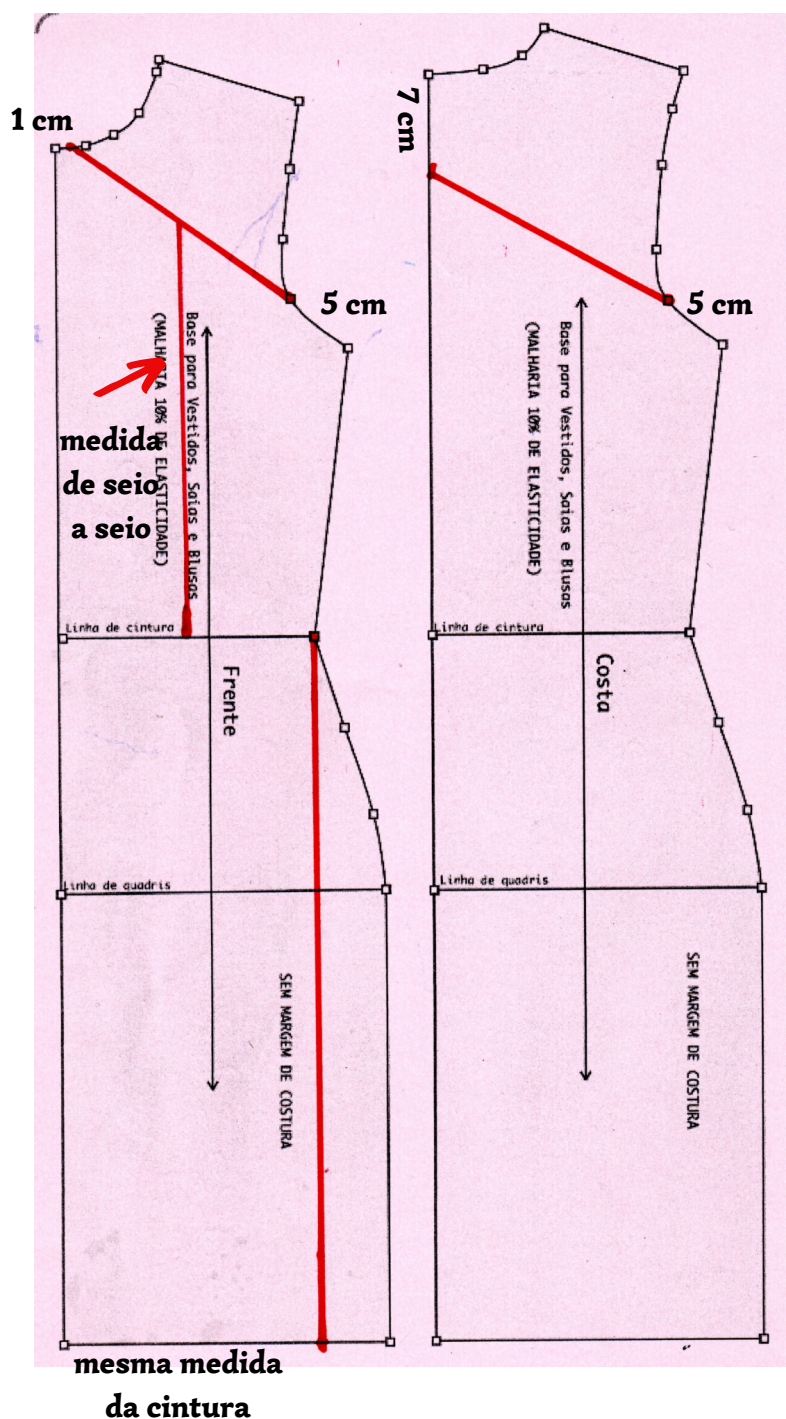 1 cm
5 cm
Base para Vestidos, Saias e Blusas
(MALHARIA 10% DE ELASTICIDADE)
medida
de seio
a seio
Linha de cintura
Frente
Linha de quadris
SEM MARGEM DE COSTURA
mesma medida
da cintura
7 cm
5 cm
Base para Vestidos, Saias e Blusas
(MALHARIA 10% DE ELASTICIDADE)
Linha de cintura
Costa
Linha de quadris
SEM MARGEM DE COSTURA